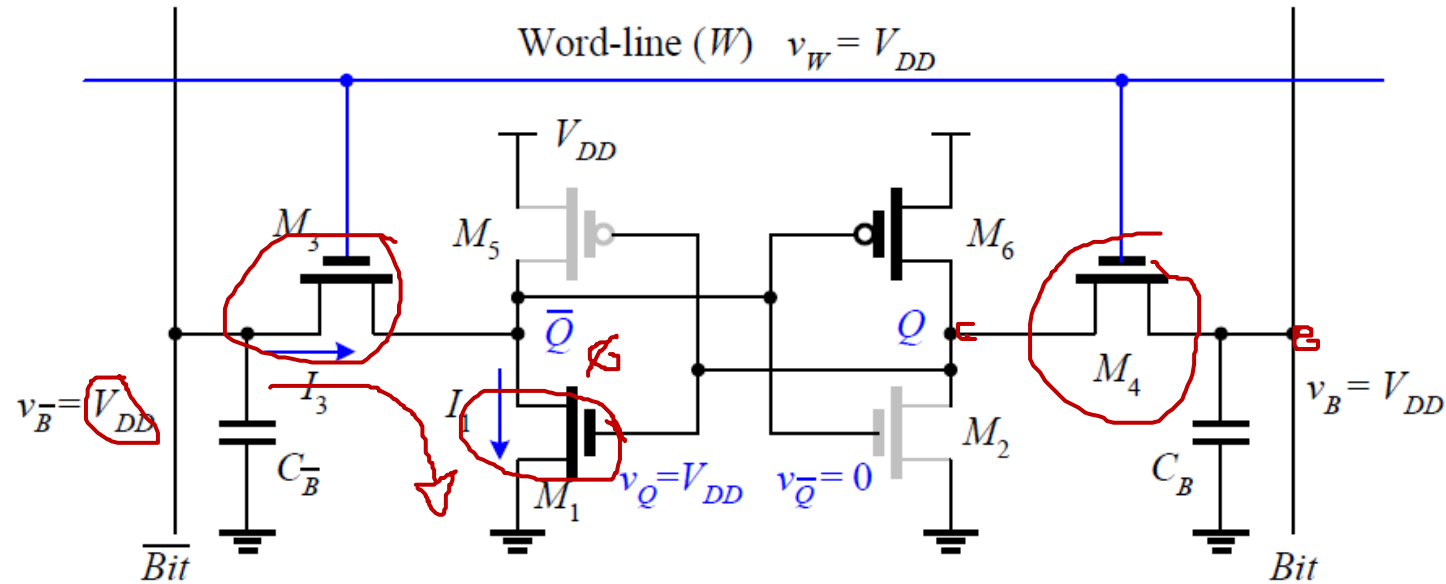 Word-line (W) v_W = V_DD
V_DD
M_3
M_5
M_6
Q̅
Q
M_4
I_3
I_1
v_B̅ = V_DD
v_B = V_DD
M_2
C_B̅
M_1
v_Q = V_DD
v_Q̅ = 0
C_B
B̅i̅t̅
Bit